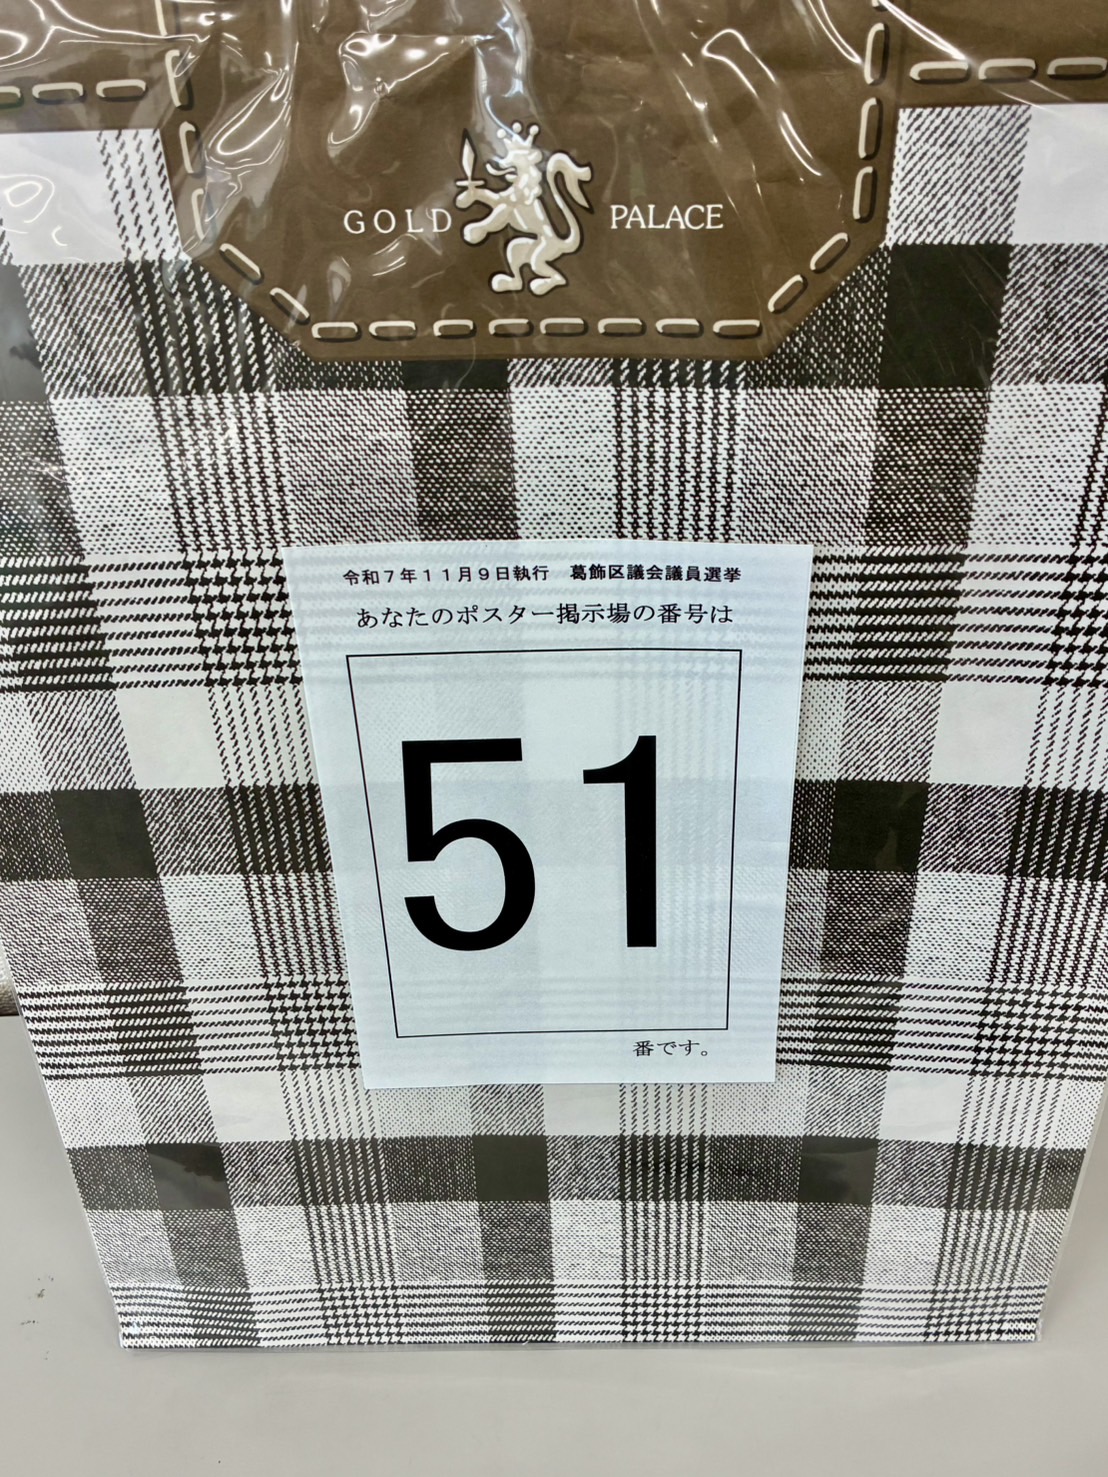 GOLD PALACE
令和7年11月9日執行　葛飾区議会議員選挙
あなたのポスター掲示場の番号は
51
番です。